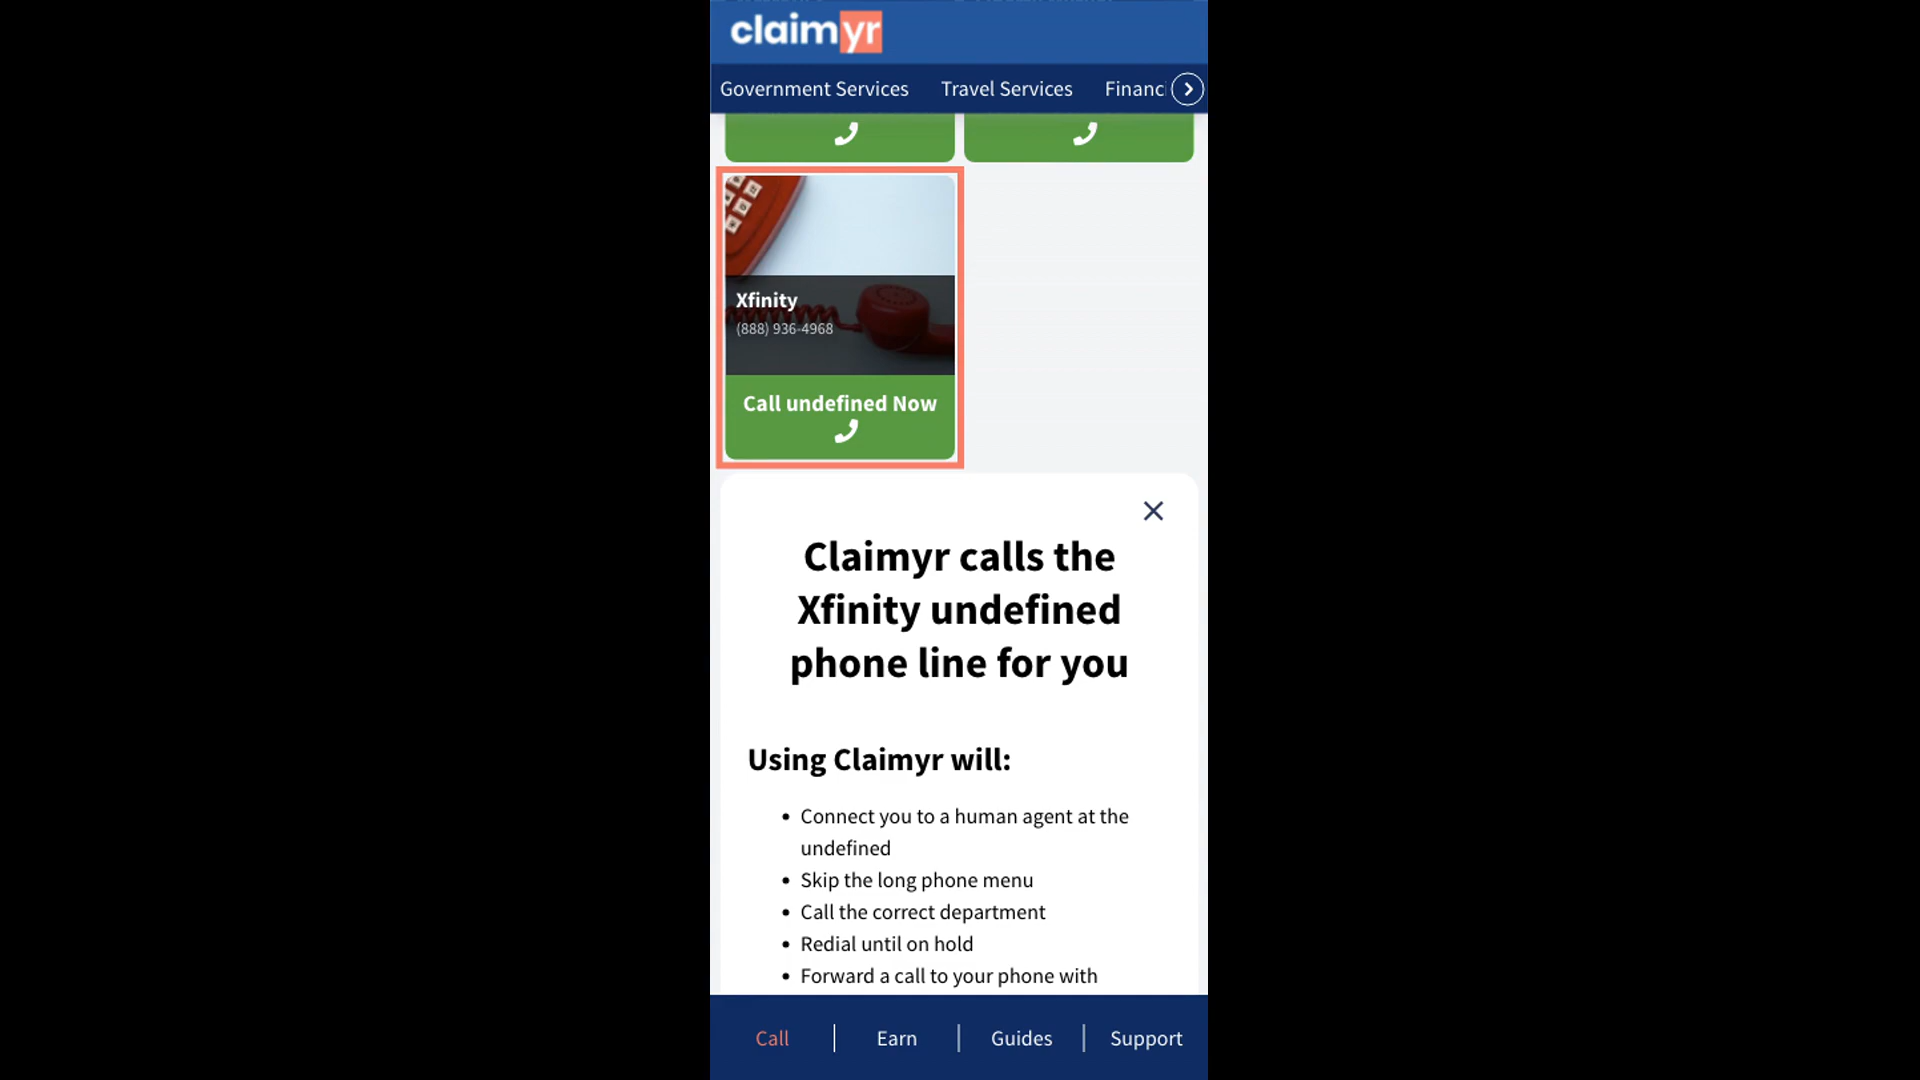 claimyr
Government Services Travel Services Financ
Xfinity
(888) 936-4968
Call undefined Now
Claimyr calls the
Xfinity undefined
phone line for you
Using Claimyr will:
• Connect you to a human agent at the
undefined
• Skip the long phone menu
• Call the correct department
• Redial until on hold
• Forward a call to your phone with
Call | Earn | Guides | Support